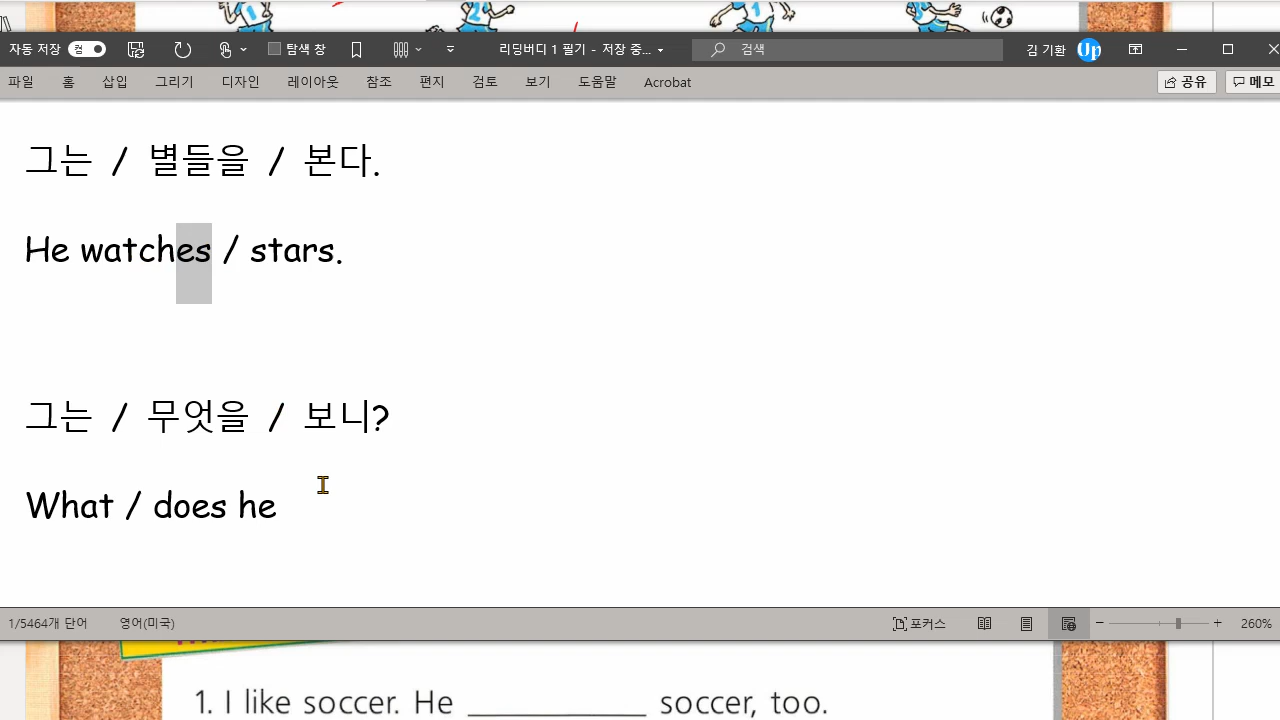 자동 저장 컴 탐색 창 리딩버디 1 필기 - 저장 중... 검색 김 기환 Up
파일 홈 삽입 그리기 디자인 레이아웃 참조 편지 검토 보기 도움말 Acrobat 공유 메모
그는 / 별들을 / 본다.
He watches / stars.
그는 / 무엇을 / 보니?
What / does he
1/5464개 단어 영어(미국) 포커스 260%
1. I like soccer. He __________ soccer, too.